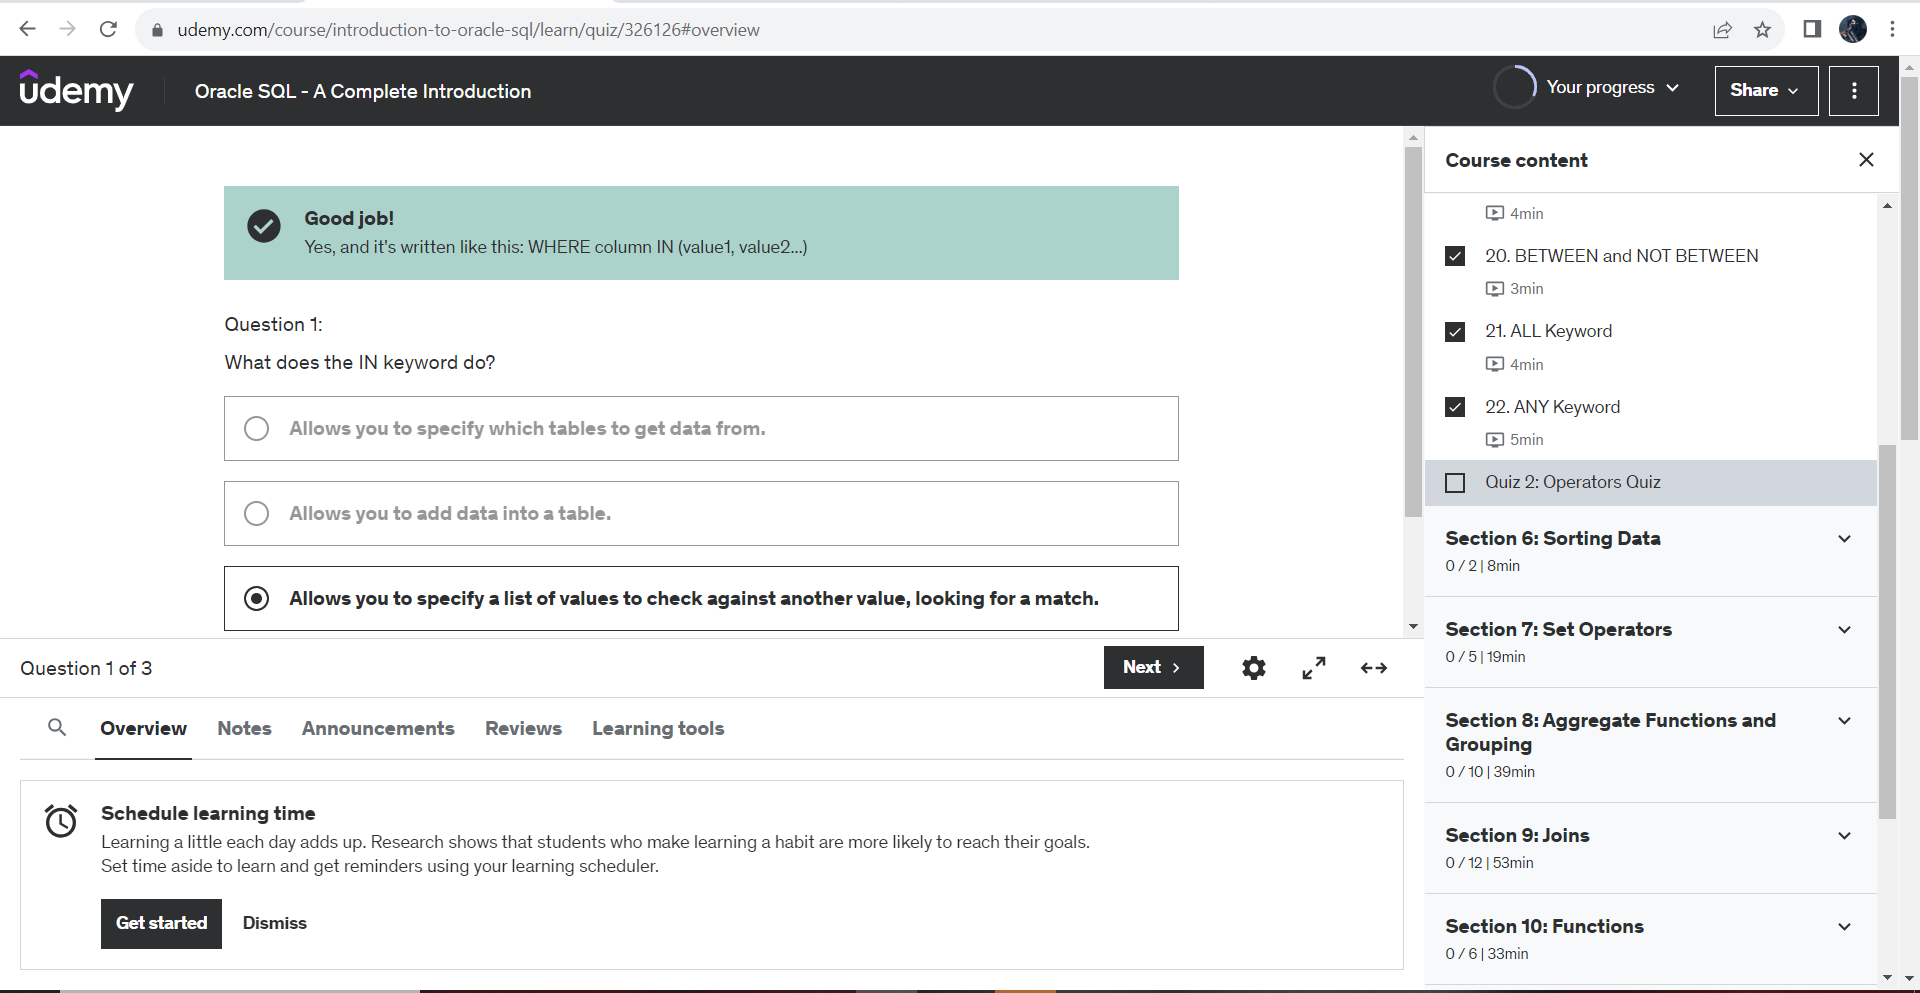 udemy.com/course/introduction-to-oracle-sql/learn/quiz/326126#overview
udemy
Oracle SQL - A Complete Introduction
Your progress
Share
Good job!
Yes, and it's written like this: WHERE column IN (value1, value2...)
Question 1:
What does the IN keyword do?
Allows you to specify which tables to get data from.
Allows you to add data into a table.
Allows you to specify a list of values to check against another value, looking for a match.
Question 1 of 3
Next
Overview
Notes
Announcements
Reviews
Learning tools
Schedule learning time
Learning a little each day adds up. Research shows that students who make learning a habit are more likely to reach their goals.
Set time aside to learn and get reminders using your learning scheduler.
Get started
Dismiss
Course content
4min
20. BETWEEN and NOT BETWEEN
3min
21. ALL Keyword
4min
22. ANY Keyword
5min
Quiz 2: Operators Quiz
Section 6: Sorting Data
0 / 2 | 8min
Section 7: Set Operators
0 / 5 | 19min
Section 8: Aggregate Functions and
Grouping
0 / 10 | 39min
Section 9: Joins
0 / 12 | 53min
Section 10: Functions
0 / 6 | 33min